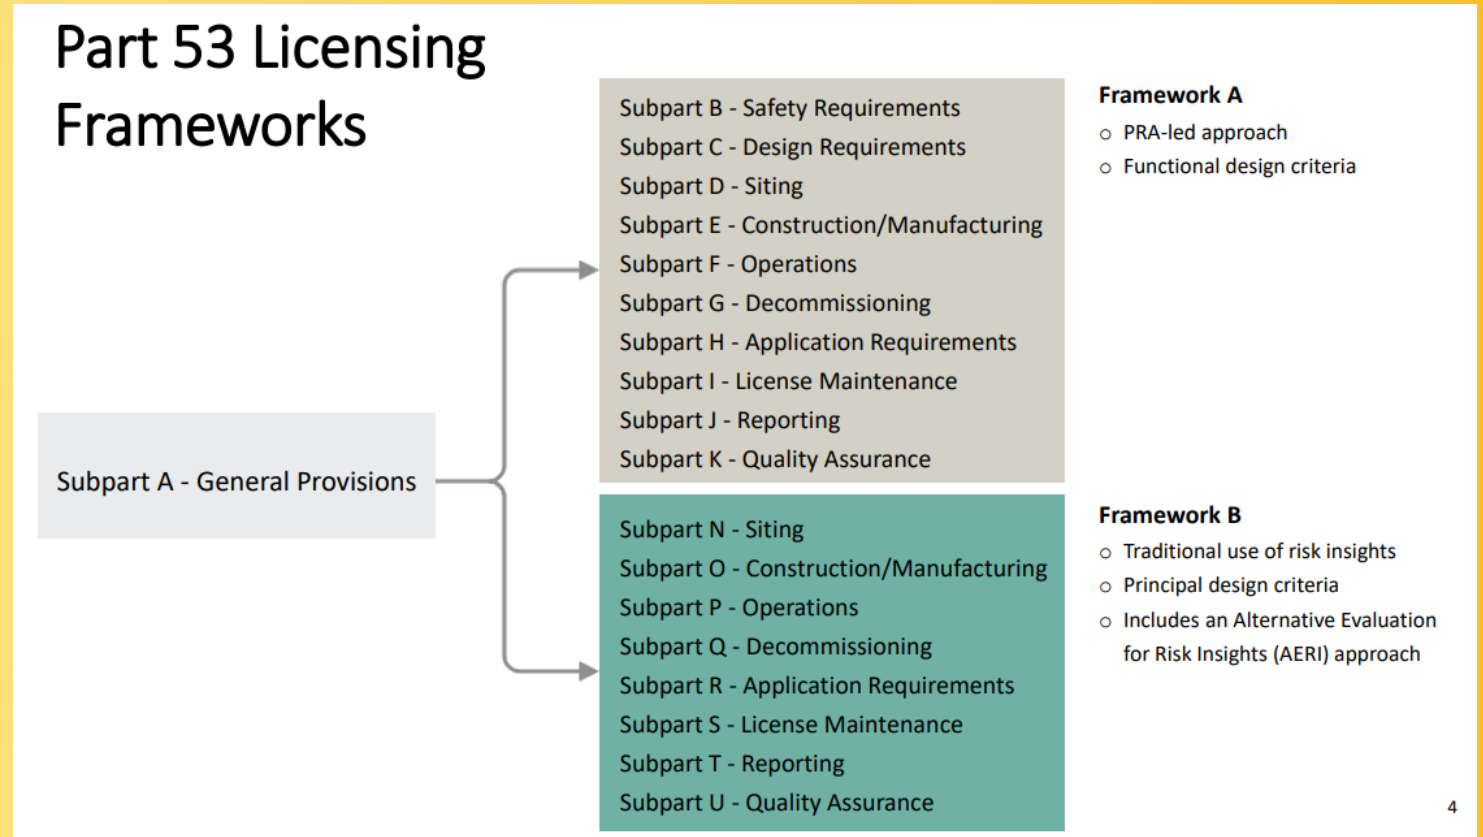 Part 53 Licensing
Frameworks
Subpart A - General Provisions
Subpart B - Safety Requirements
Subpart C - Design Requirements
Subpart D - Siting
Subpart E - Construction/Manufacturing
Subpart F - Operations
Subpart G - Decommissioning
Subpart H - Application Requirements
Subpart I - License Maintenance
Subpart J - Reporting
Subpart K - Quality Assurance
Framework A
o PRA-led approach
o Functional design criteria
Subpart N - Siting
Subpart O - Construction/Manufacturing
Subpart P - Operations
Subpart Q - Decommissioning
Subpart R - Application Requirements
Subpart S - License Maintenance
Subpart T - Reporting
Subpart U - Quality Assurance
Framework B
o Traditional use of risk insights
o Principal design criteria
o Includes an Alternative Evaluation
for Risk Insights (AERI) approach
4